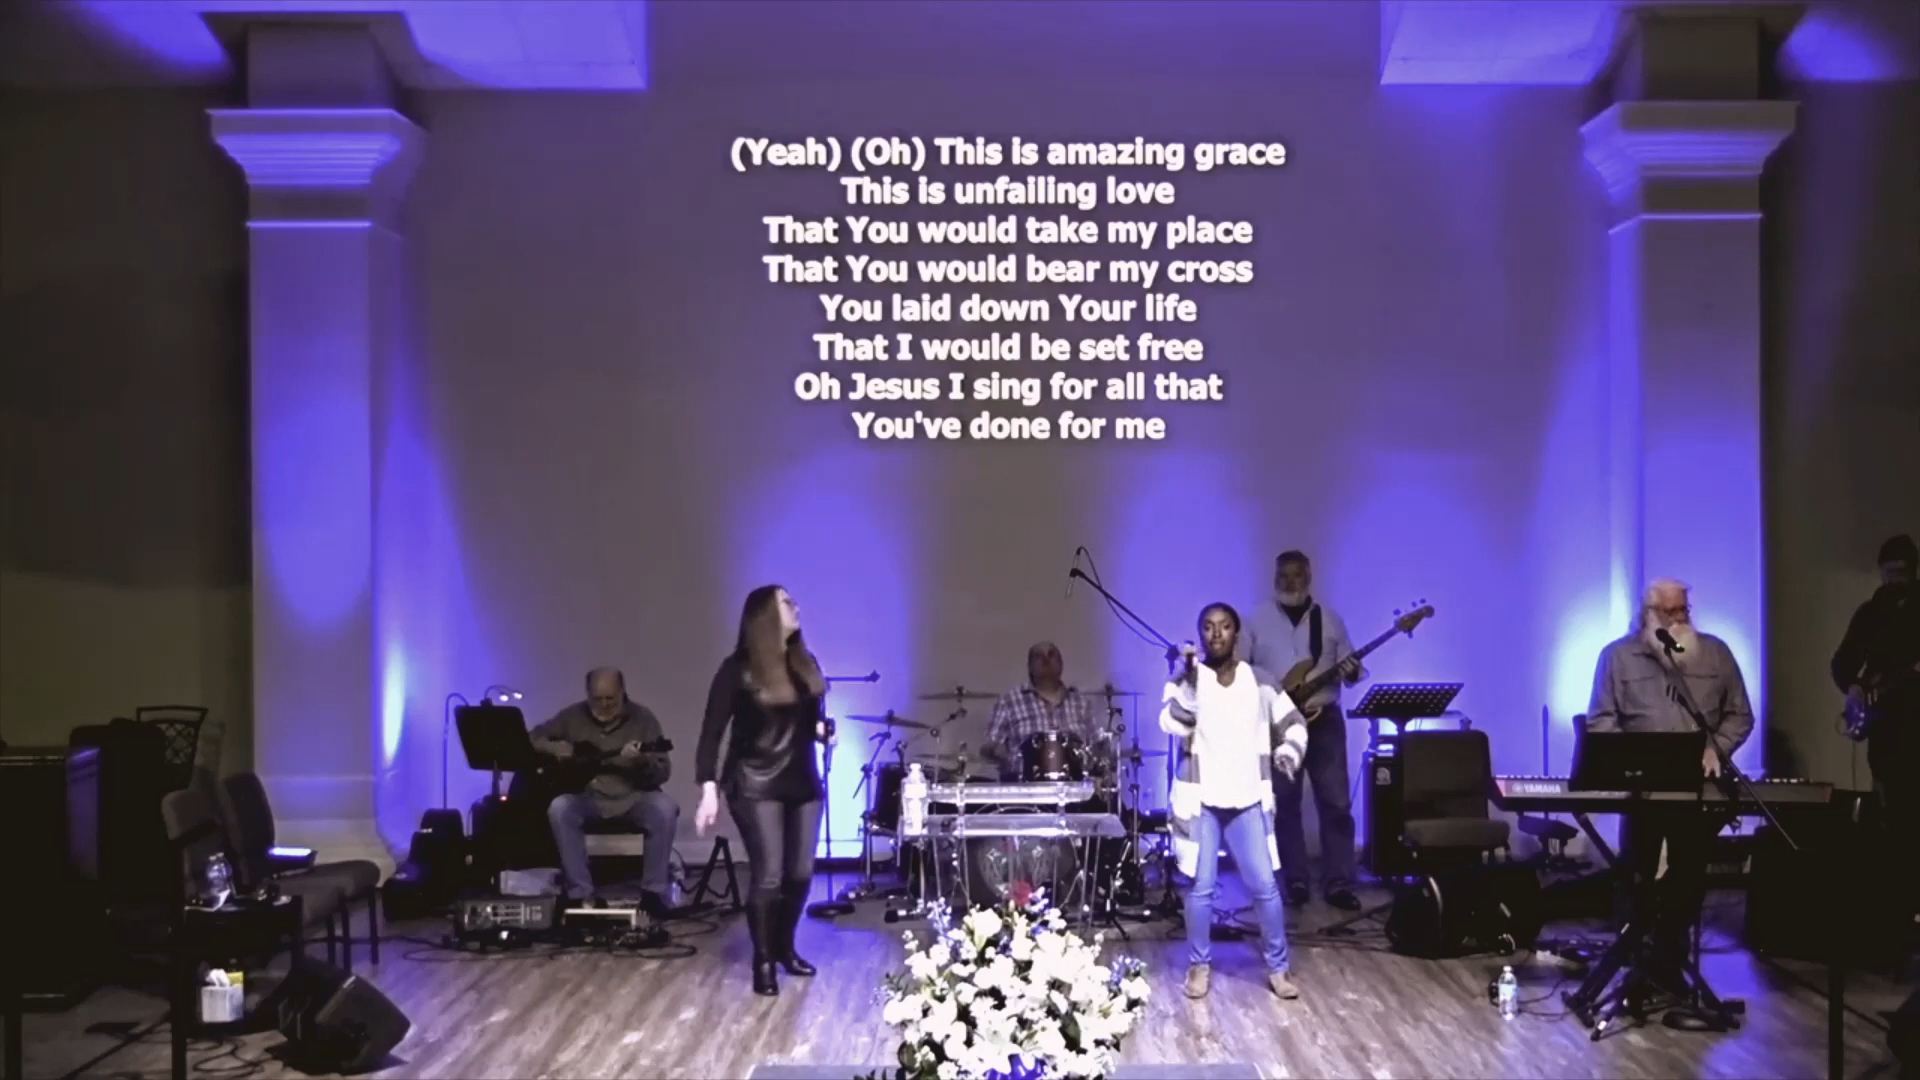 (Yeah) (Oh) This is amazing grace
This is unfailing love
That You would take my place
That You would bear my cross
You laid down Your life
That I would be set free
Oh Jesus I sing for all that
You've done for me
YAMAHA